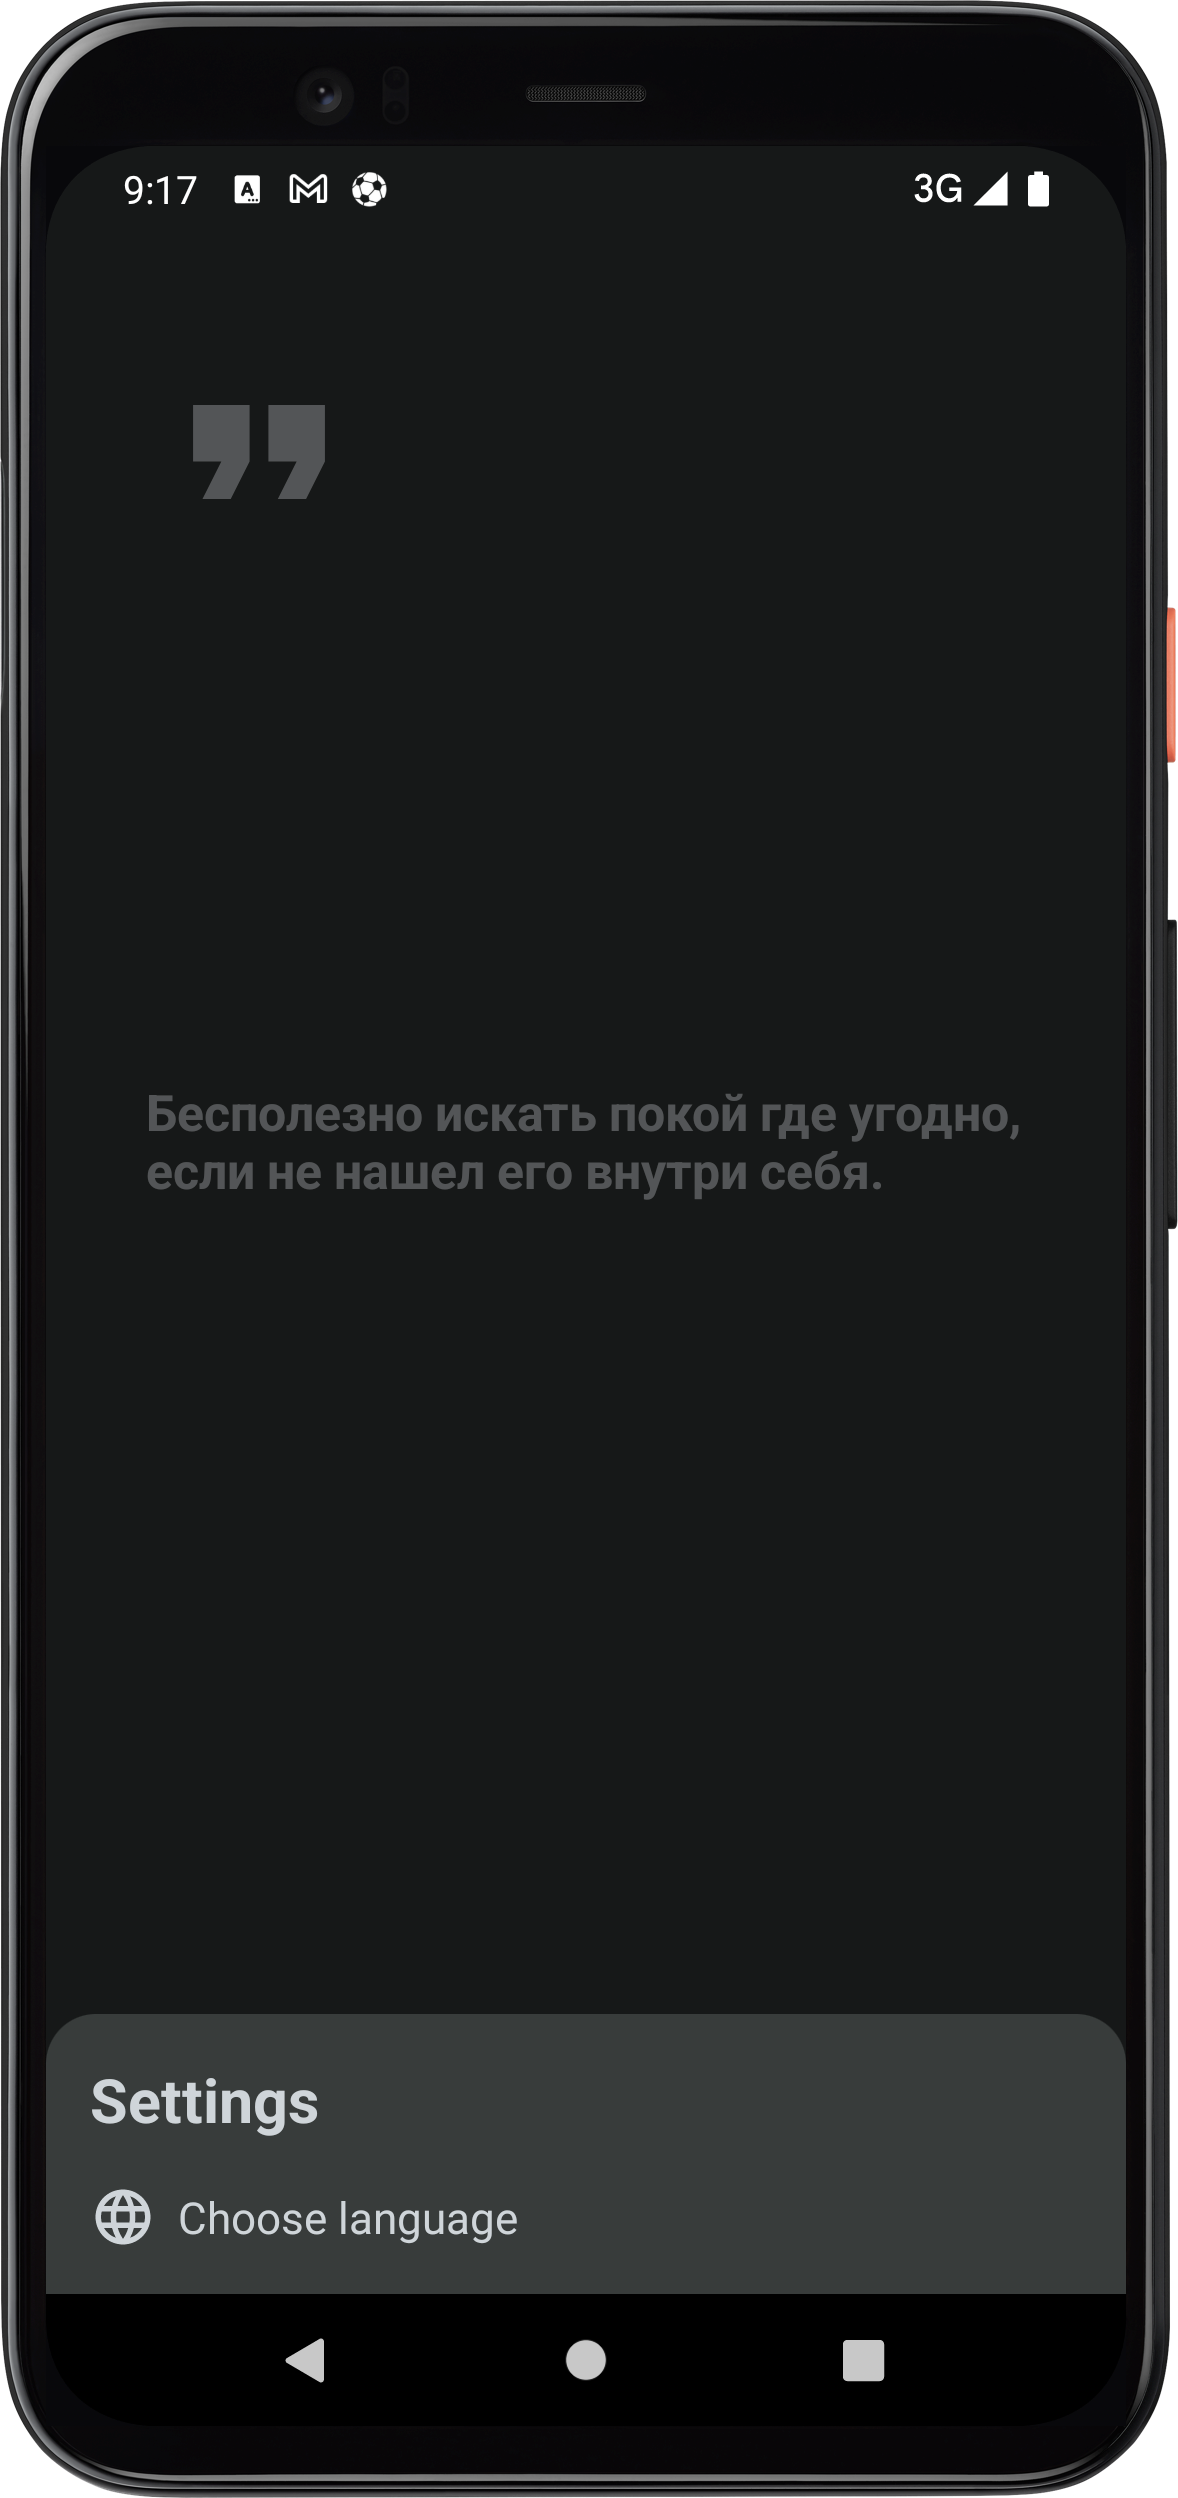 9:17 A M 3G
”
Бесполезно искать покой где угодно,
если не нашел его внутри себя.
Settings
Choose language